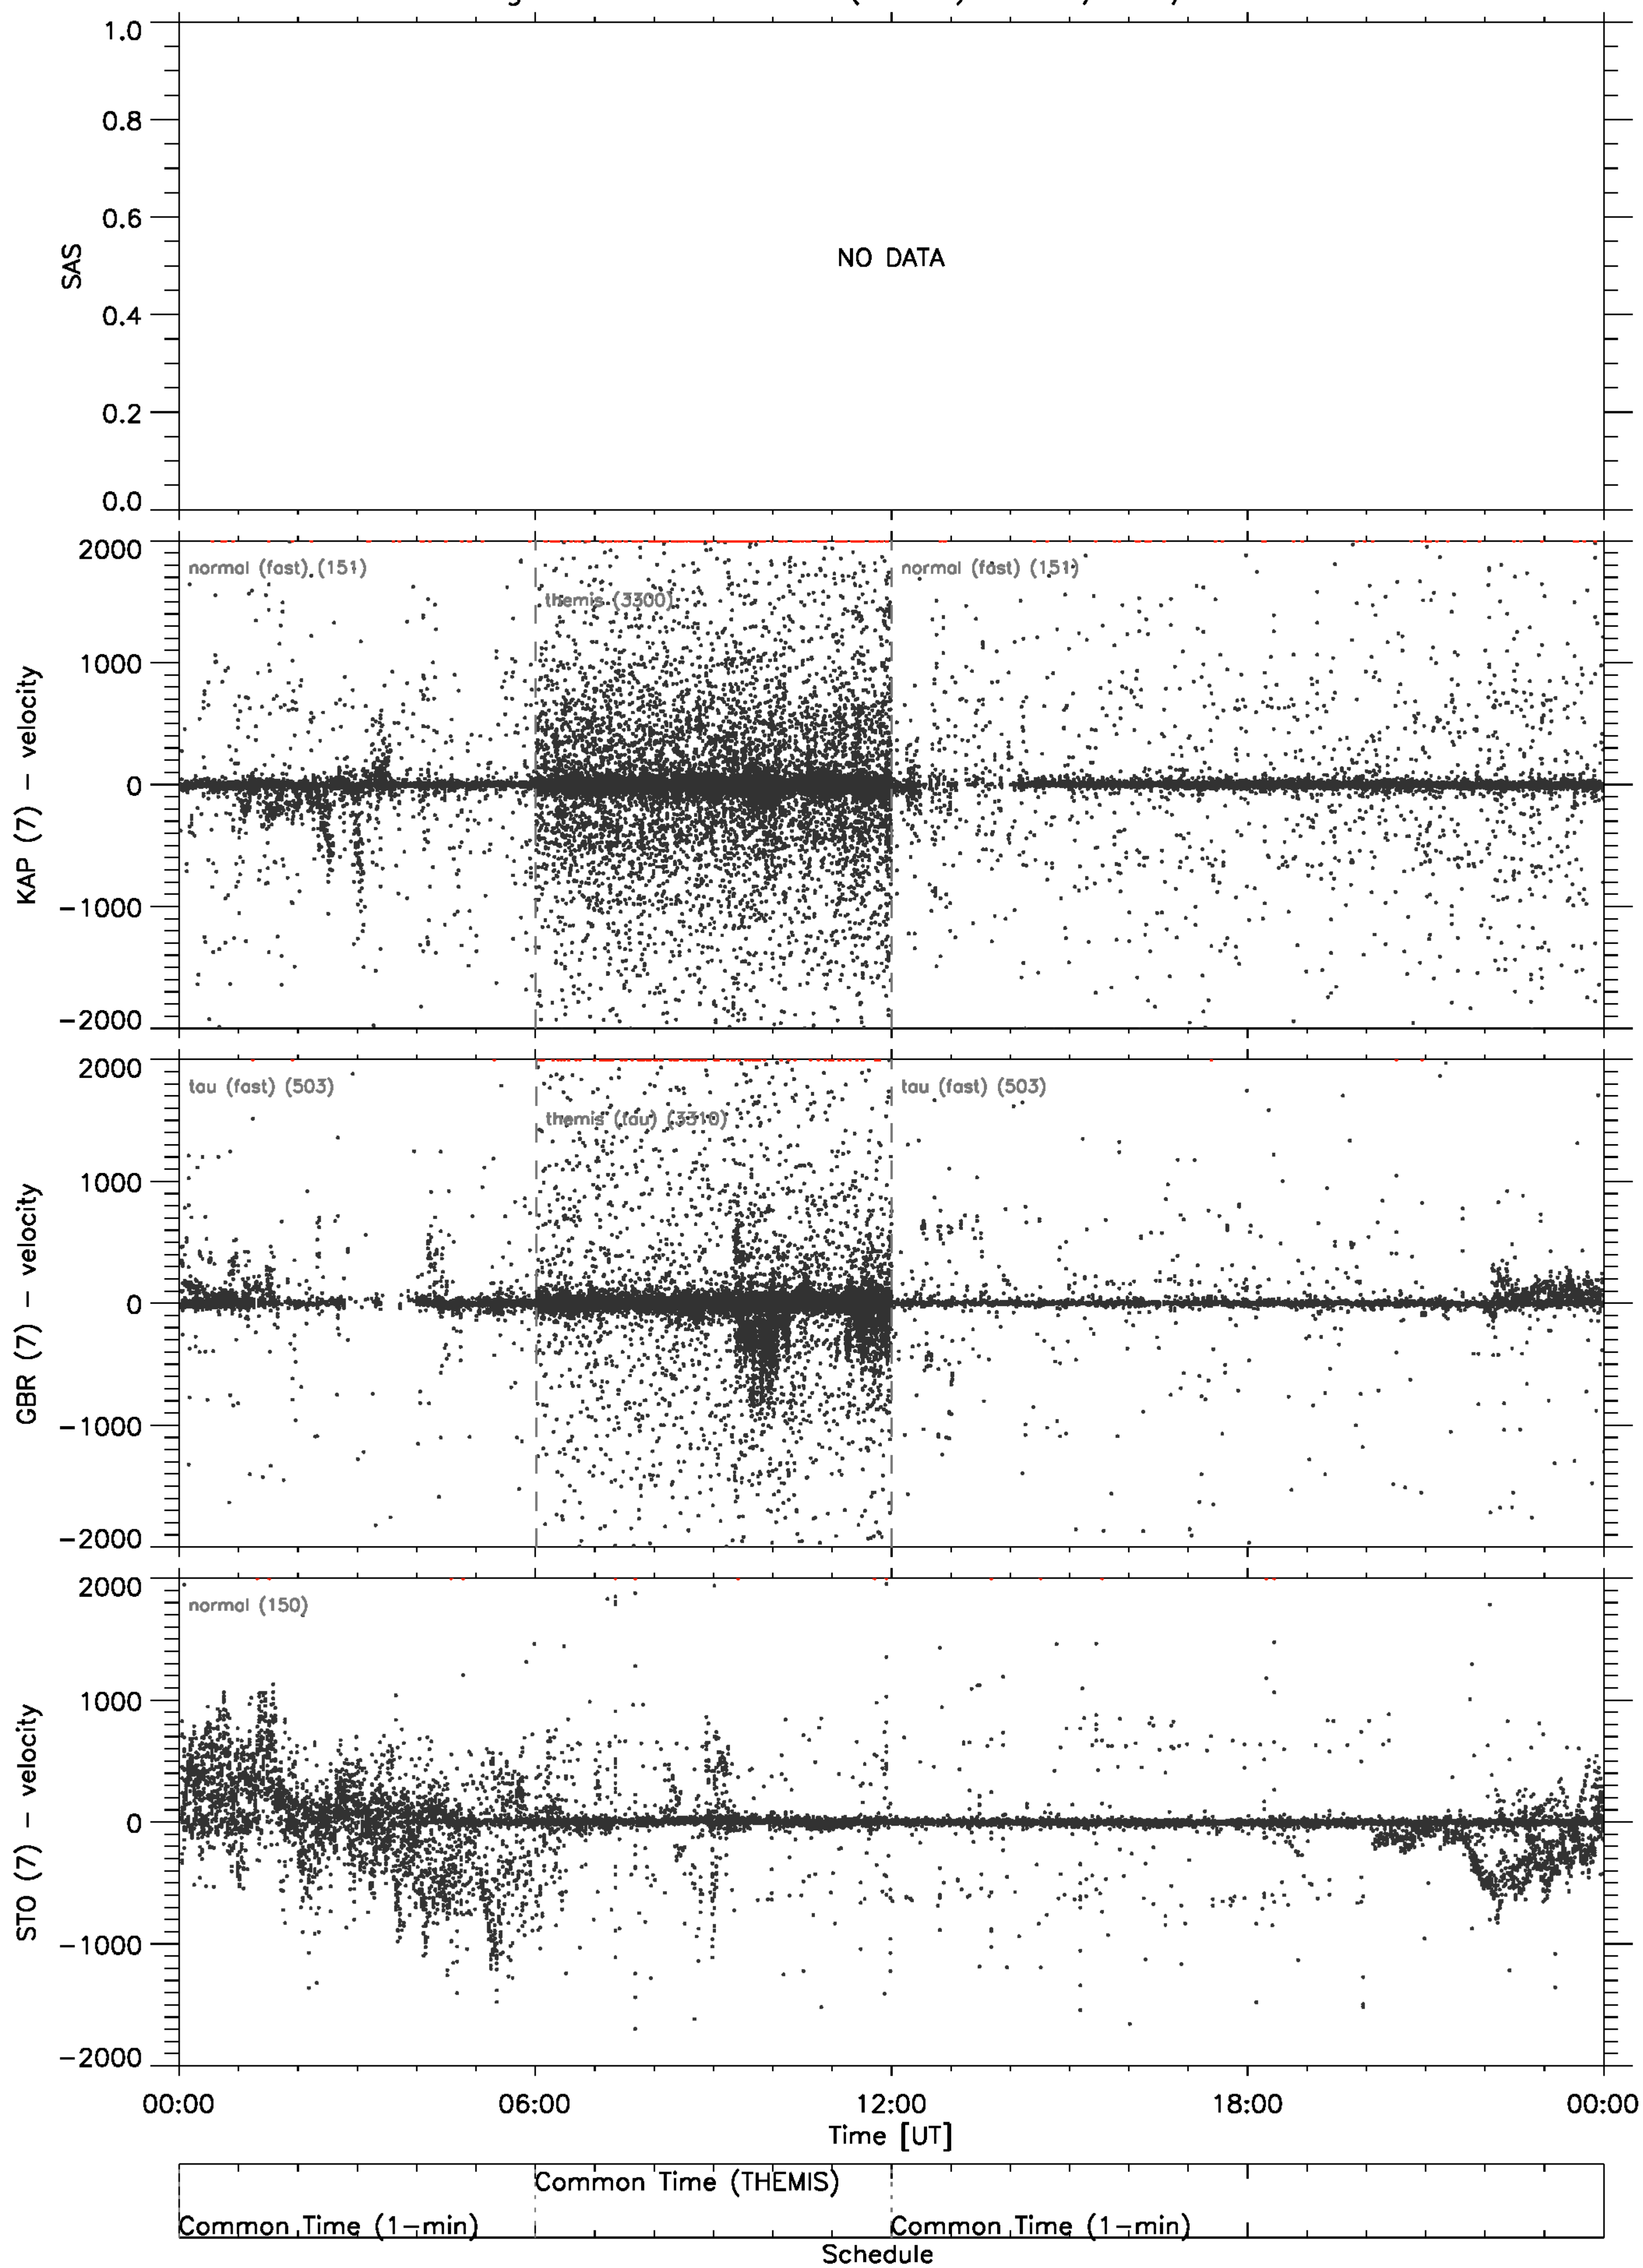 1.0
0.8
0.6
SAS
NO DATA
0.4
0.2
0.0
2000
normal (fast) (151)
normal (fast) (151)
themis (3300)
1000
KAP (7) – velocity
0
−1000
−2000
2000
tau (fast) (503)
tau (fast) (503)
themis (tau) (3310)
1000
GBR (7) – velocity
0
−1000
−2000
2000
normal (150)
1000
STO (7) – velocity
0
−1000
−2000
00:00 06:00 12:00 18:00 00:00
Time [UT]
Common Time (THEMIS)
Common Time (1−min) Common Time (1−min)
Schedule